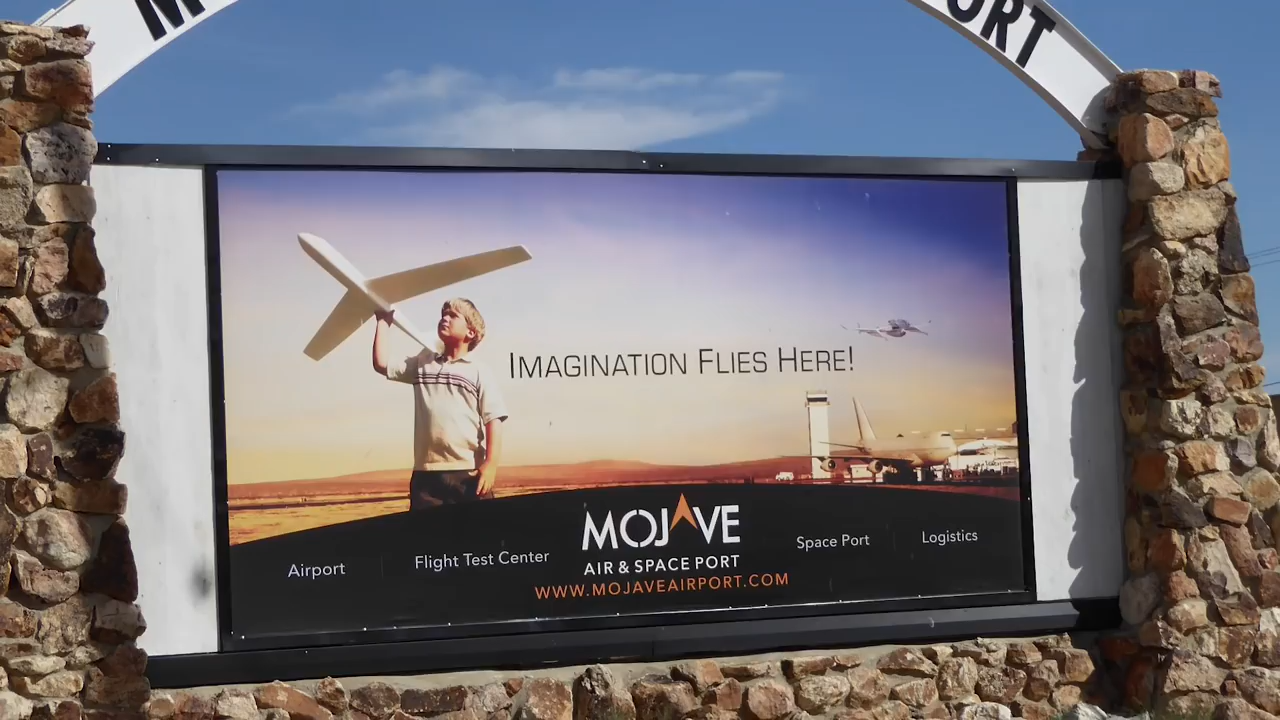 IMAGINATION FLIES HERE!
MOJAVE
AIR & SPACE PORT
WWW.MOJAVEAIRPORT.COM
Airport
Flight Test Center
Space Port
Logistics